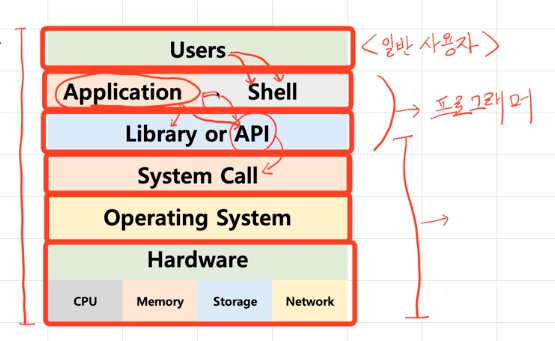 Users <일반 사용자>
Application Shell
프로그래머
Library or API
System Call
Operating System
Hardware
CPU Memory Storage Network